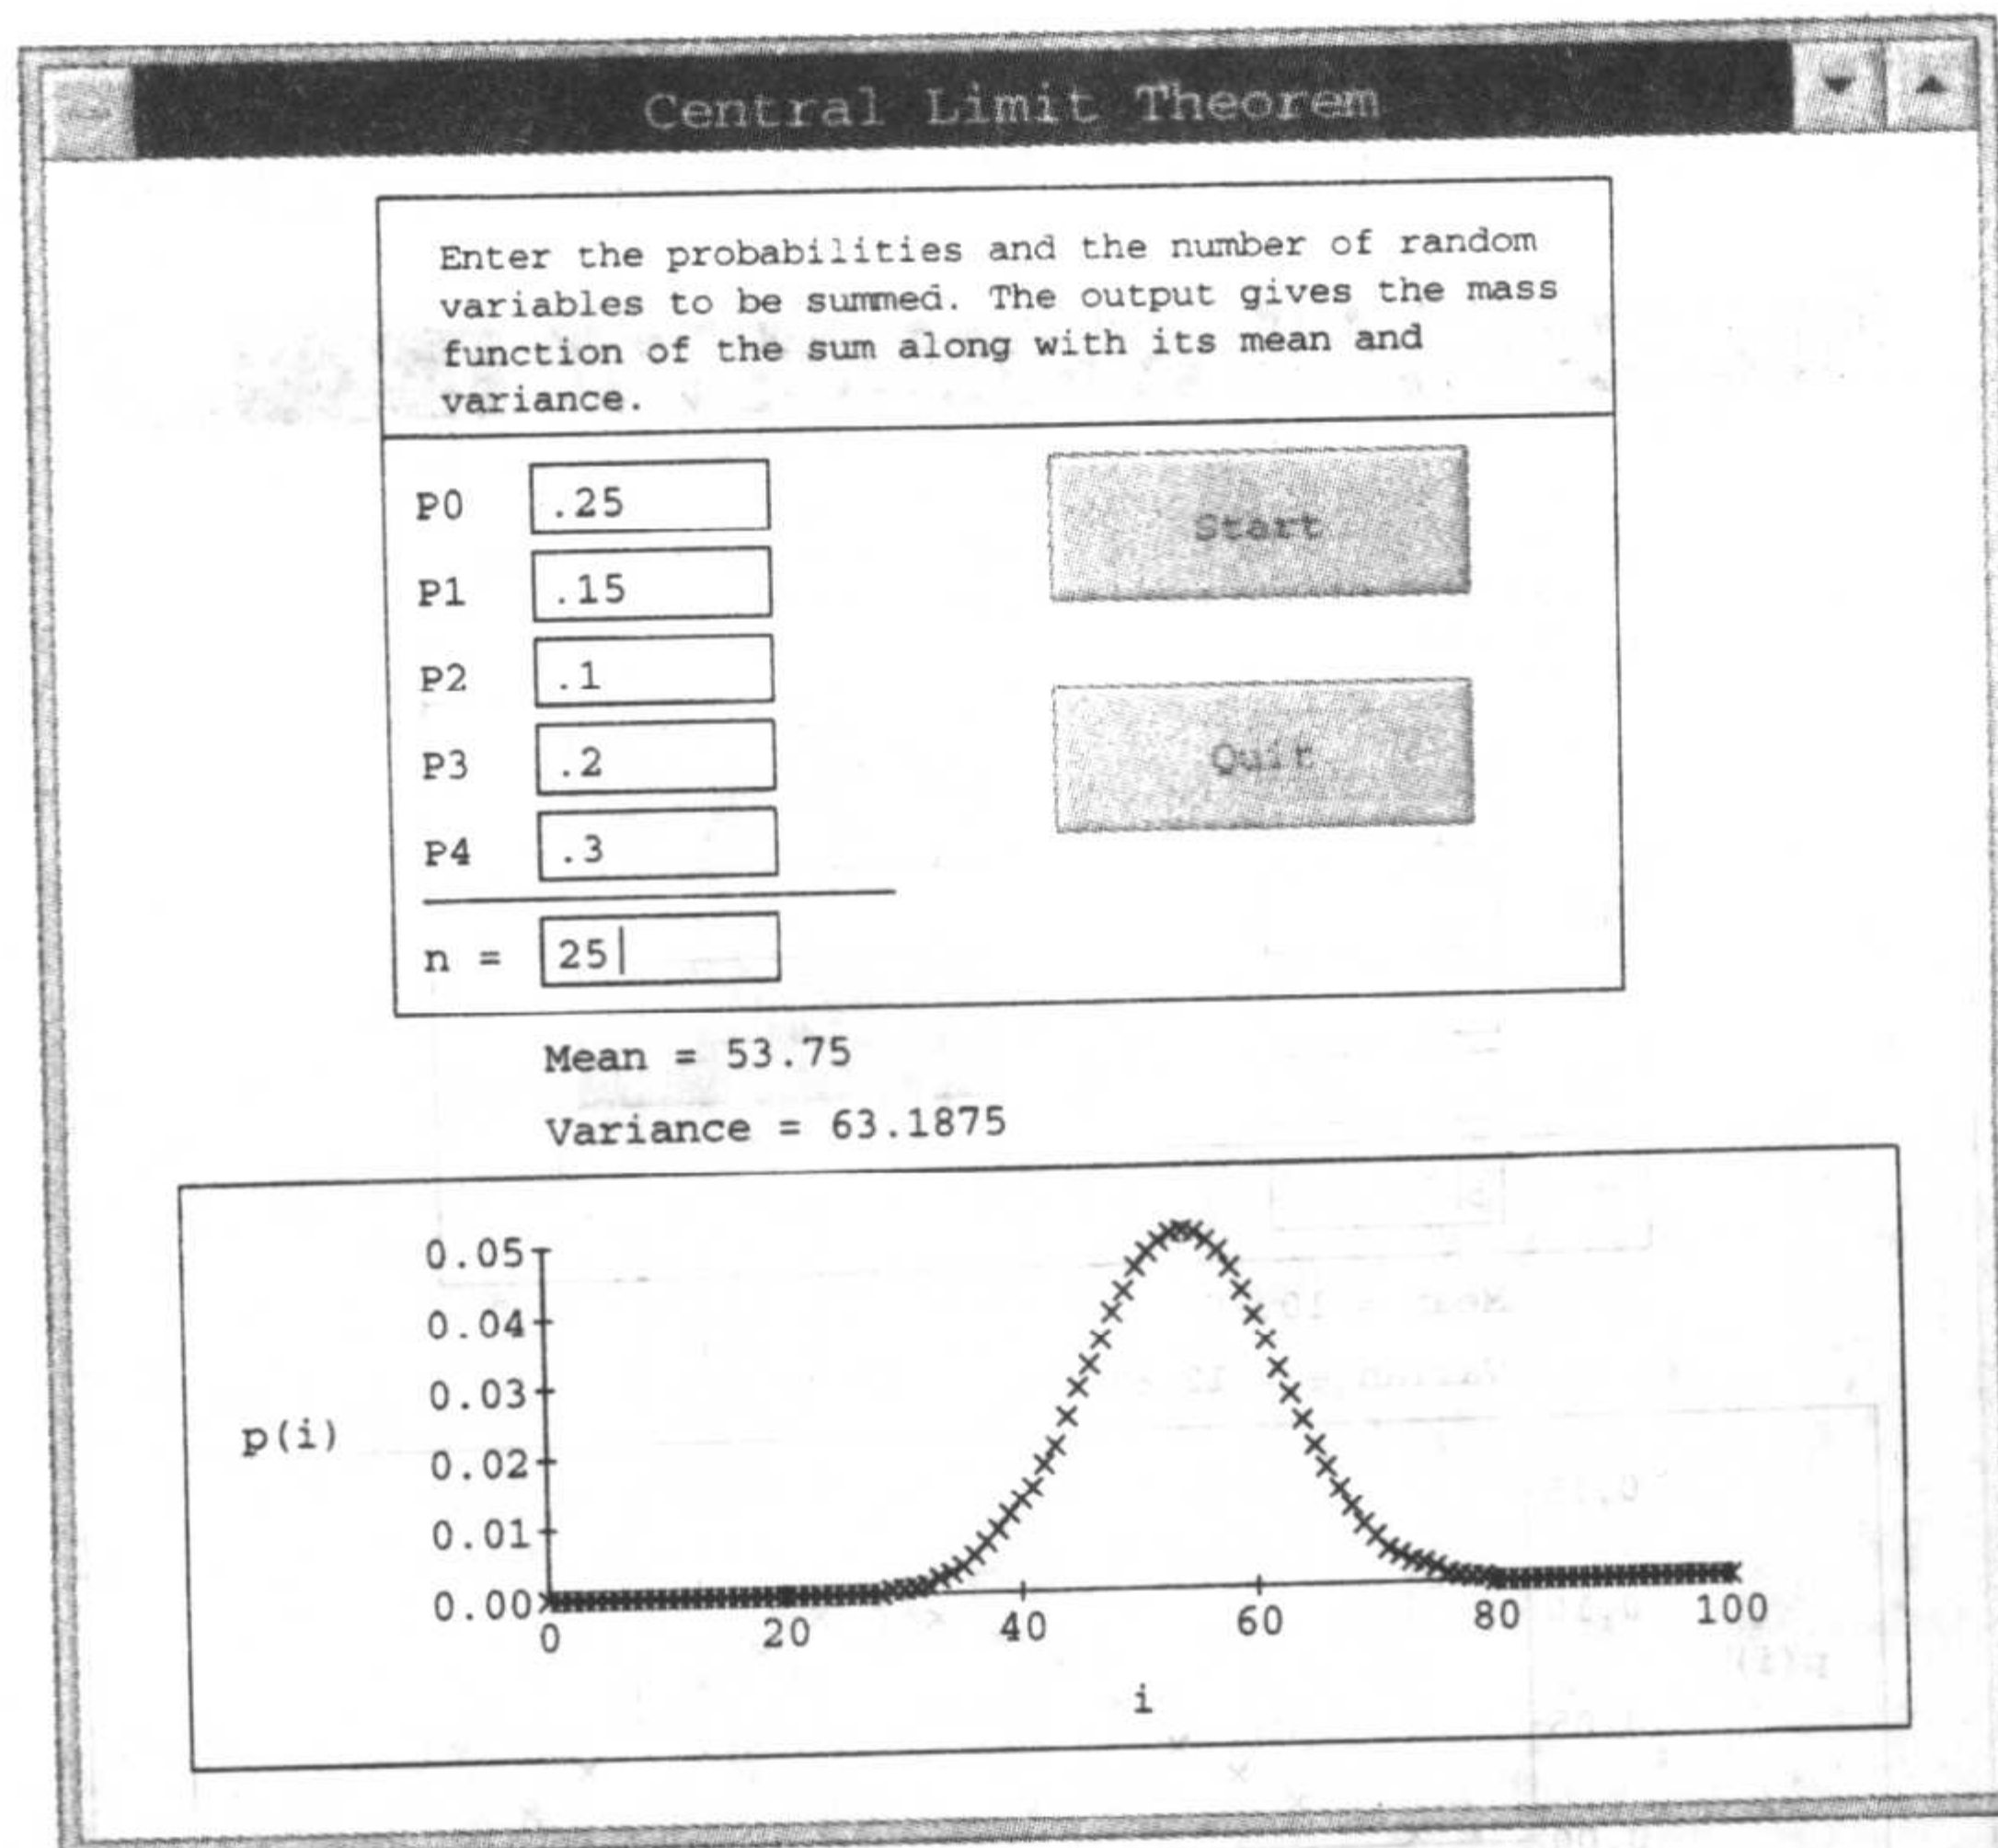 Central Limit Theorem
Enter the probabilities and the number of random
variables to be summed. The output gives the mass
function of the sum along with its mean and
variance.
P0 .25
P1 .15
P2 .1
P3 .2
P4 .3
n = 25
Start
Quit
Mean = 53.75
Variance = 63.1875
0.05
0.04
0.03
p(i)
0.02
0.01
0.00
0 20 40 60 80 100
i